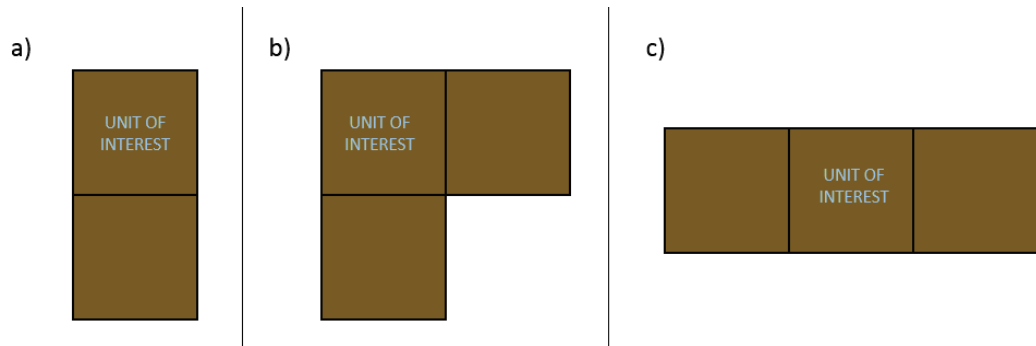 a)
UNIT OF
INTEREST
b)
UNIT OF
INTEREST
c)
UNIT OF
INTEREST